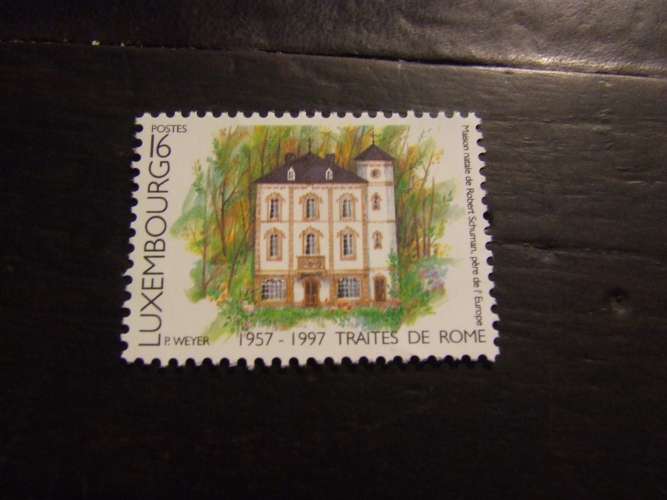 POSTES
16
LUXEMBOURG
Maison natale de Robert Schuman, père de l' Europe
P. WEYER
1957 - 1997 TRAITES DE ROME